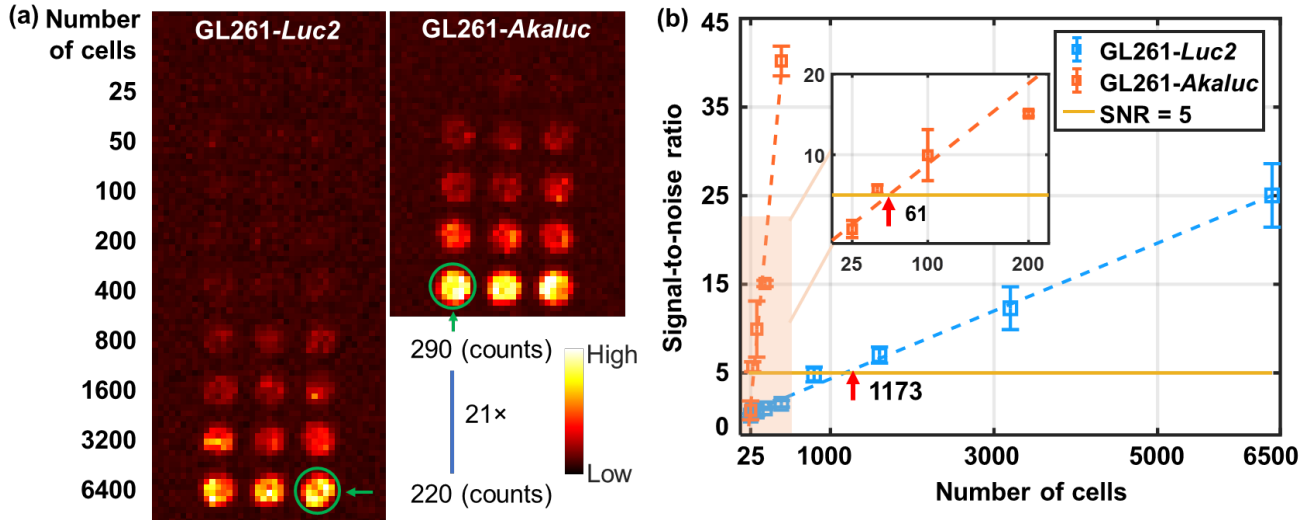 (a) Number
of cells
GL261-Luc2
GL261-Akaluc
25
50
100
200
400
800
1600
3200
6400
290 (counts)
21×
220 (counts)
High
Low
(b)
Signal-to-noise ratio
45
35
25
15
5
0
25
1000
3000
5000
6500
Number of cells
GL261-Luc2
GL261-Akaluc
SNR = 5
20
10
25
100
200
61
1173